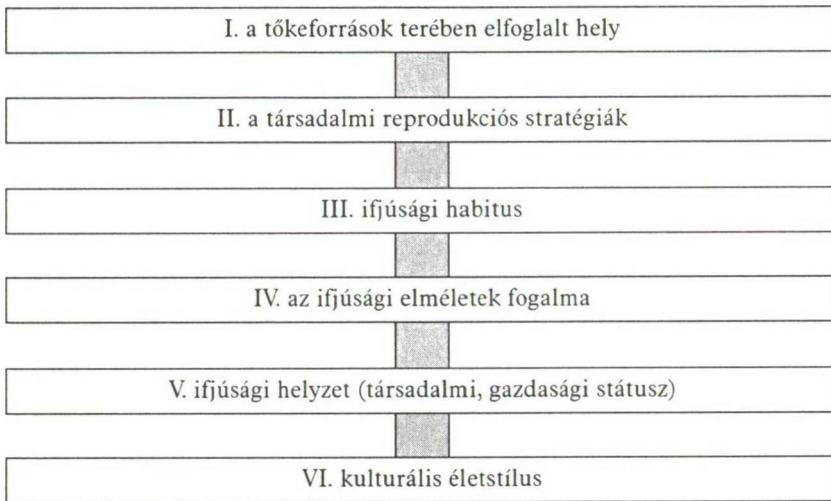 I. a tőkeforrások terében elfoglalt hely
II. a társadalmi reprodukciós stratégiák
III. ifjúsági habitus
IV. az ifjúsági elméletek fogalma
V. ifjúsági helyzet (társadalmi, gazdasági státusz)
VI. kulturális életstílus